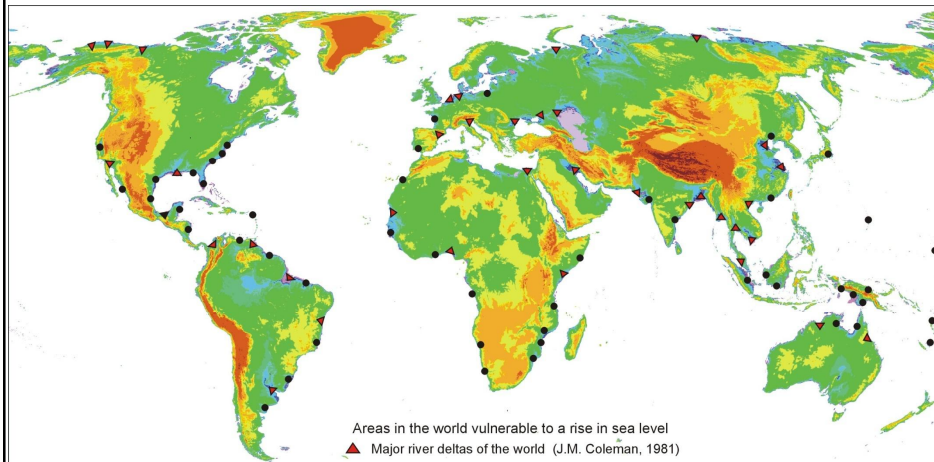 Areas in the world vulnerable to a rise in sea level
Major river deltas of the world (J.M. Coleman, 1981)